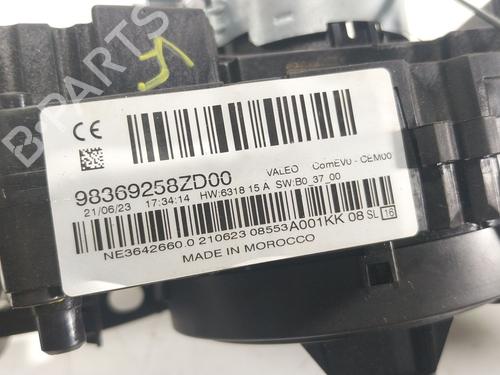 B-PARTS
CE
98369258ZD00
VALEO ComEV0 - CEM00
21/06/23 17:34:14 HW:6318 15 A SW:B0_37_00
NE3642660.0 210623 08553A001KK 08 SL 16
MADE IN MOROCCO